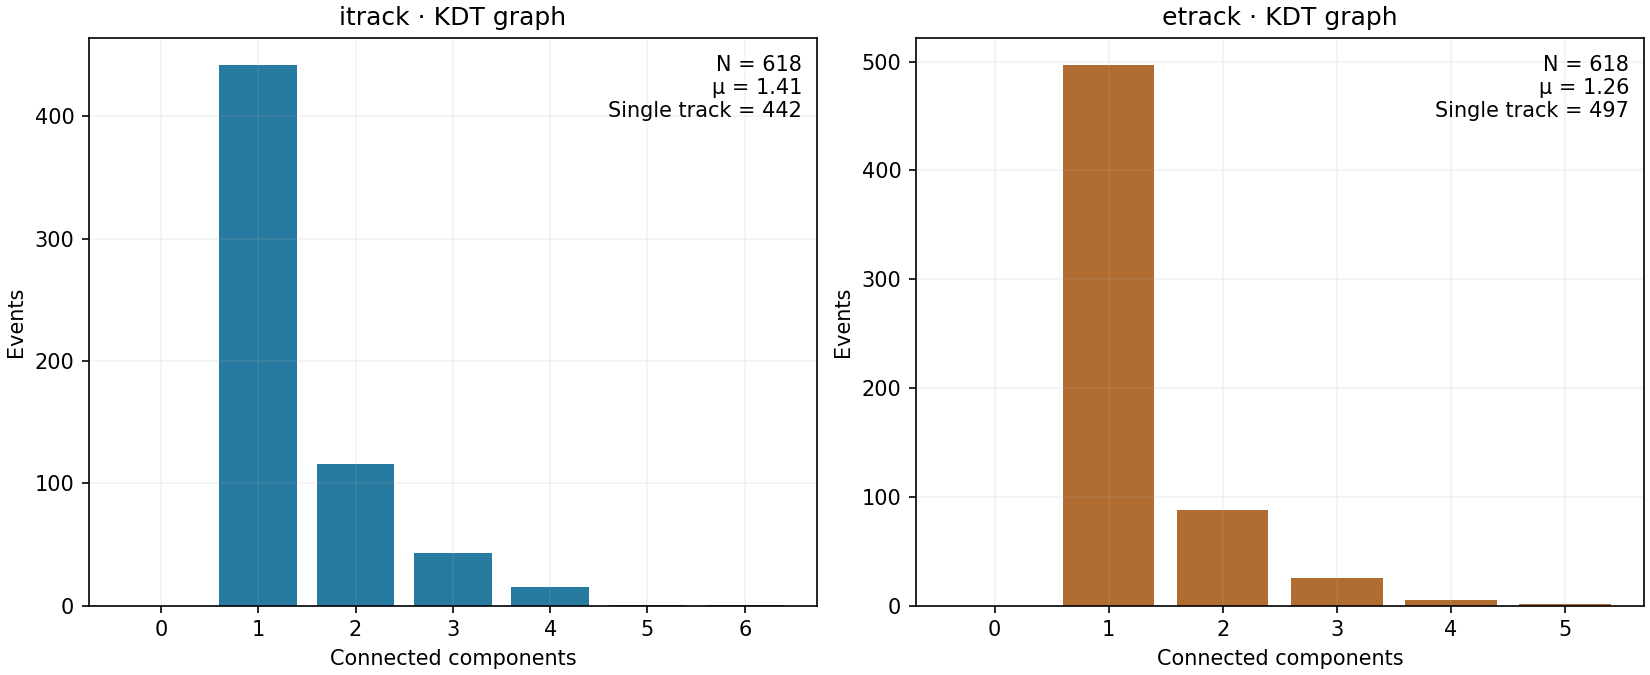 itrack · KDT graph
N = 618
μ = 1.41
Single track = 442
Events
400
300
200
100
0
0 1 2 3 4 5 6
Connected components
etrack · KDT graph
N = 618
μ = 1.26
Single track = 497
Events
500
400
300
200
100
0
0 1 2 3 4 5
Connected components